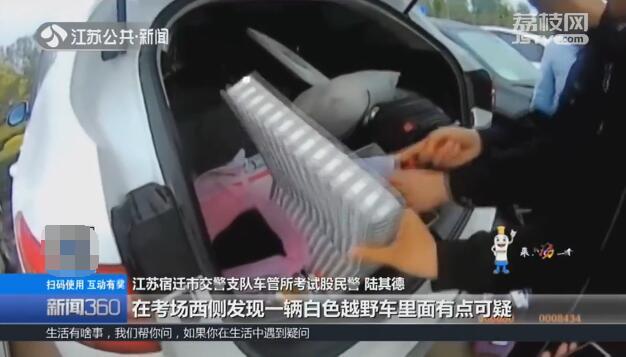 江苏公共·新闻
荔枝网
JSTV.COM
扫码使用 互动有奖
江苏宿迁市交警支队车管所考试股民警 陆其德
新闻360
在考场西侧发现一辆白色越野车里面有点可疑
0008434
生活有啥事，我们帮你问，如果你在生活中遇到疑问